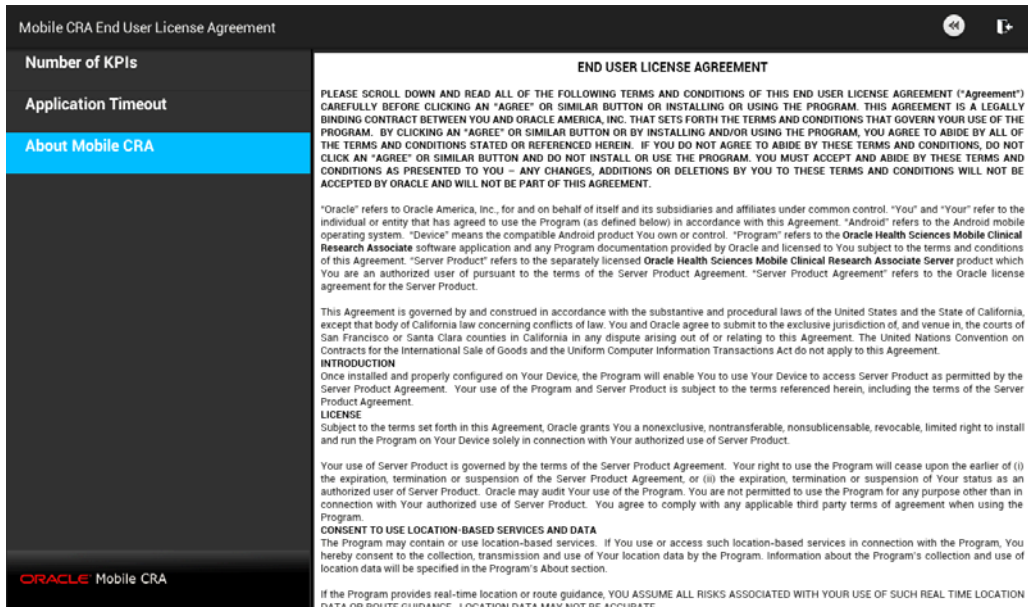 Mobile CRA End User License Agreement
Number of KPIs
Application Timeout
About Mobile CRA
ORACLE Mobile CRA
END USER LICENSE AGREEMENT
PLEASE SCROLL DOWN AND READ ALL OF THE FOLLOWING TERMS AND CONDITIONS OF THIS END USER LICENSE AGREEMENT ("Agreement")
CAREFULLY BEFORE CLICKING AN "AGREE" OR SIMILAR BUTTON OR INSTALLING OR USING THE PROGRAM. THIS AGREEMENT IS A LEGALLY
BINDING CONTRACT BETWEEN YOU AND ORACLE AMERICA, INC. THAT SETS FORTH THE TERMS AND CONDITIONS THAT GOVERN YOUR USE OF THE
PROGRAM. BY CLICKING AN "AGREE" OR SIMILAR BUTTON OR BY INSTALLING AND/OR USING THE PROGRAM, YOU AGREE TO ABIDE BY ALL OF
THE TERMS AND CONDITIONS STATED OR REFERENCED HEREIN. IF YOU DO NOT AGREE TO ABIDE BY THESE TERMS AND CONDITIONS, DO NOT
CLICK AN "AGREE" OR SIMILAR BUTTON AND DO NOT INSTALL OR USE THE PROGRAM. YOU MUST ACCEPT AND ABIDE BY THESE TERMS AND
CONDITIONS AS PRESENTED TO YOU – ANY CHANGES, ADDITIONS OR DELETIONS BY YOU TO THESE TERMS AND CONDITIONS WILL NOT BE
ACCEPTED BY ORACLE AND WILL NOT BE PART OF THIS AGREEMENT.
"Oracle" refers to Oracle America, Inc., for and on behalf of itself and its subsidiaries and affiliates under common control. "You" and "Your" refer to the
individual or entity that has agreed to use the Program (as defined below) in accordance with this Agreement. "Android" refers to the Android mobile
operating system. "Device" means the compatible Android product You own or control. "Program" refers to the Oracle Health Sciences Mobile Clinical
Research Associate software application and any Program documentation provided by Oracle and licensed to You subject to the terms and conditions
of this Agreement. "Server Product" refers to the separately licensed Oracle Health Sciences Mobile Clinical Research Associate Server product which
You are an authorized user of pursuant to the terms of the Server Product Agreement. "Server Product Agreement" refers to the Oracle license
agreement for the Server Product.
This Agreement is governed by and construed in accordance with the substantive and procedural laws of the United States and the State of California,
except that body of California law concerning conflicts of law. You and Oracle agree to submit to the exclusive jurisdiction of, and venue in, the courts of
San Francisco or Santa Clara counties in California in any dispute arising out of or relating to this Agreement. The United Nations Convention on
Contracts for the International Sale of Goods and the Uniform Computer Information Transactions Act do not apply to this Agreement.
INTRODUCTION
Once installed and properly configured on Your Device, the Program will enable You to use Your Device to access Server Product as permitted by the
Server Product Agreement. Your use of the Program and Server Product is subject to the terms referenced herein, including the terms of the Server
Product Agreement.
LICENSE
Subject to the terms set forth in this Agreement, Oracle grants You a nonexclusive, nontransferable, nonsublicensable, revocable, limited right to install
and run the Program on Your Device solely in connection with Your authorized use of Server Product.
Your use of Server Product is governed by the terms of the Server Product Agreement. Your right to use the Program will cease upon the earlier of (i)
the expiration, termination or suspension of the Server Product Agreement, or (ii) the expiration, termination or suspension of Your status as an
authorized user of Server Product. Oracle may audit Your use of the Program. You are not permitted to use the Program for any purpose other than in
connection with Your authorized use of Server Product. You agree to comply with any applicable third party terms of agreement when using the
Program.
CONSENT TO USE LOCATION-BASED SERVICES AND DATA
The Program may contain or use location-based services. If You use or access such location-based services in connection with the Program, You
hereby consent to the collection, transmission and use of Your location data by the Program. Information about the Program's collection and use of
location data will be specified in the Program's About section.
If the Program provides real-time location or route guidance, YOU ASSUME ALL RISKS ASSOCIATED WITH YOUR USE OF SUCH REAL TIME LOCATION
DATA OR ROUTE GUIDANCE. LOCATION DATA MAY NOT BE ACCURATE.